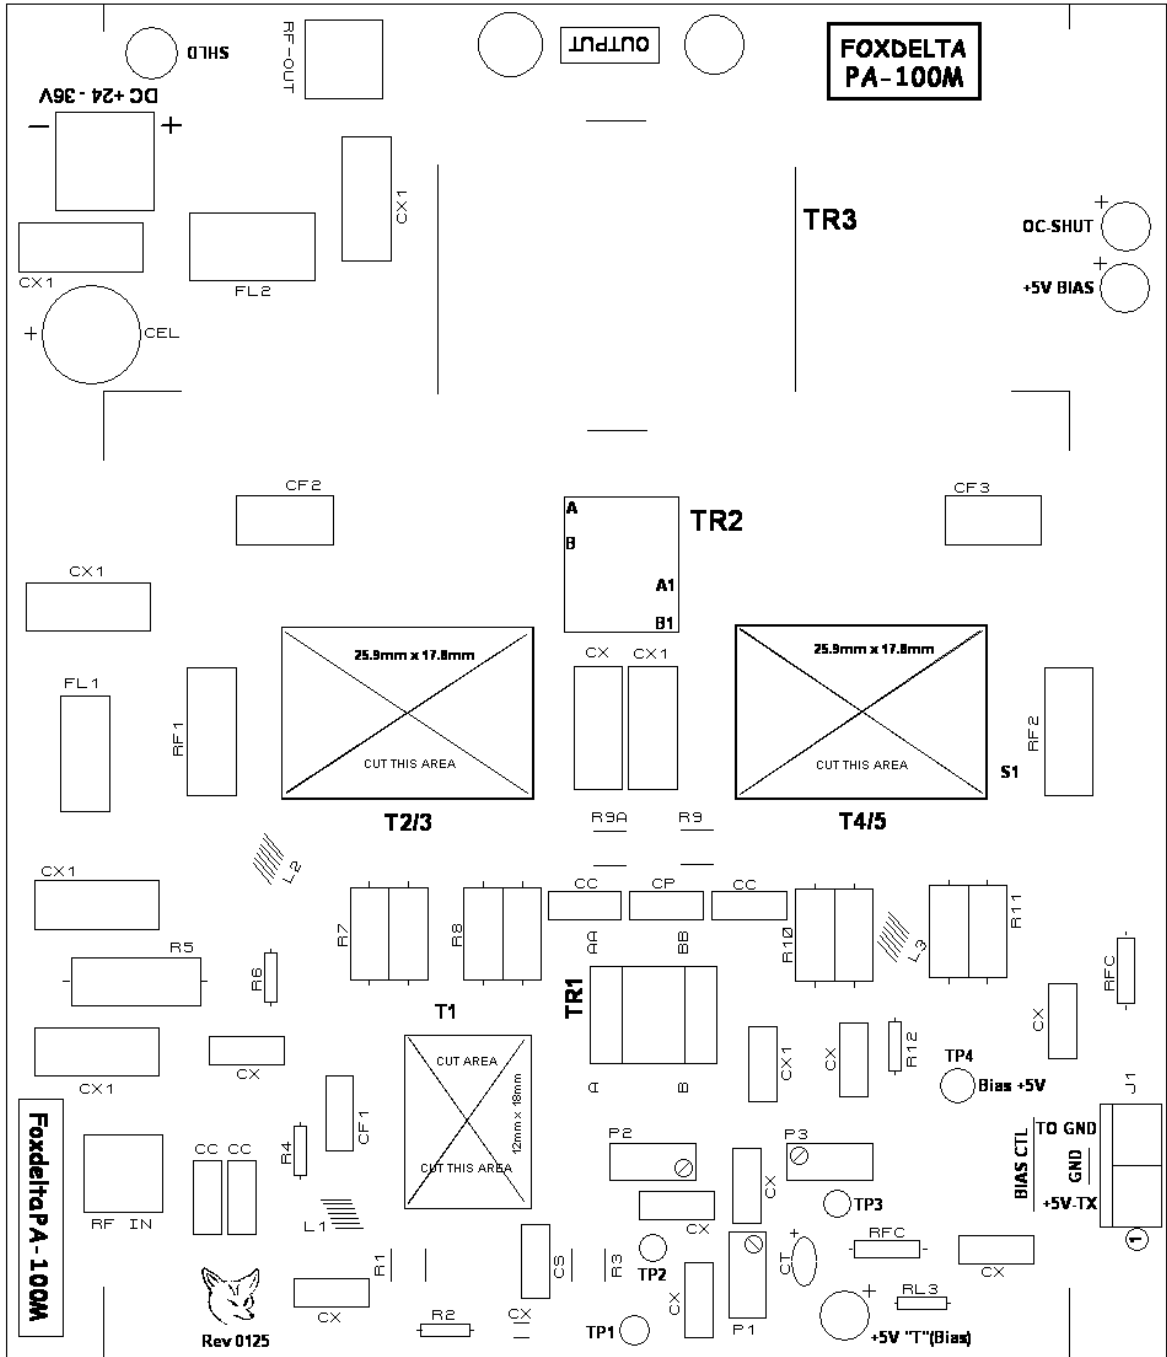 SHLD
RF-OUT
OUTPUT
FOXDELTA
PA-100M
DC +24 - 36V
− +
CX1
TR3
+
OC-SHUT
CX1
FL2
+
+5V BIAS
+
CEL
CF2
A
B
A1
B1
TR2
CF3
CX1
25.9mm x 17.8mm
CUT THIS AREA
T2/3
CX
CX1
25.9mm x 17.8mm
CUT THIS AREA
T4/5
S1
FL1
RF1
RF2
R9A
R9
L2
CX1
CC
CP
CC
R7
R8
AA
BB
R10
L3
R11
R5
R6
RFC
TR1
T1
CX
CX1
CX
CUT AREA
12mm x 18mm
CUT THIS AREA
A
B
CX1
CX
R12
TP4
Bias +5V
J1
CF1
P2
P3
R4
CC
CC
BIAS CTL
TO GND
GND
+5V-TX
1
FoxdeltaPA-100M
RF IN
L1
CX
CX
TP3
R1
CS
R3
TP2
CT
+
RFC
CX
CX
CX
P1
RL3
R2
CX
TP1
+
+5V "T"(Bias)
Rev 0125